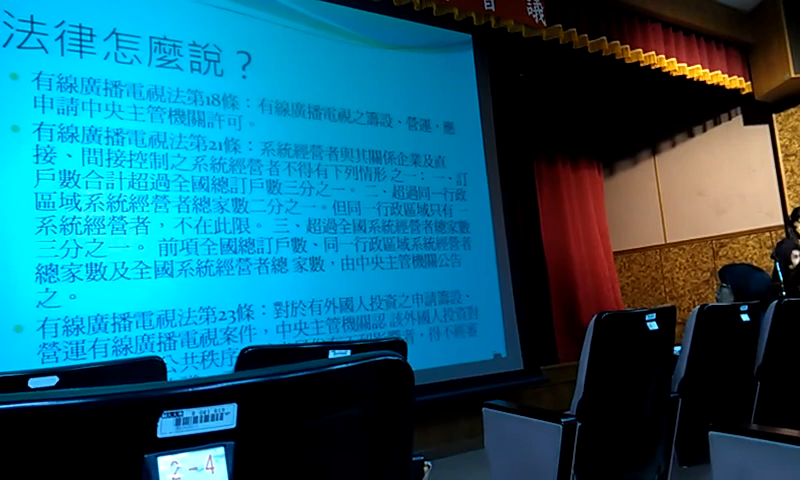 會議
法律怎麼說？
有線廣播電視法第18條：有線廣播電視之籌設、營運，應
申請中央主管機關許可。
有線廣播電視法第21條：系統經營者與其關係企業及直
接、間接控制之系統經營者不得有下列情形 之一：一、訂
戶數合計超過全國總訂戶數三分之一。 二、超過同一行政
區域系統經營者總家數二分之一。但同一行政區域只有一
系統經營者，不在此限。 三、超過全國系統經營者總家數
三分之一。 前項全國總訂戶數、同一行政區域系統經營者
總家數及全國系統經營者總 家數，由中央主管機關公告
之。
有線廣播電視法第23條：對於有外國人投資之申請籌設、
營運有線廣播電視案件，中央主管機關認 該外國人投資對
公共秩序
者，得不經審
2-4